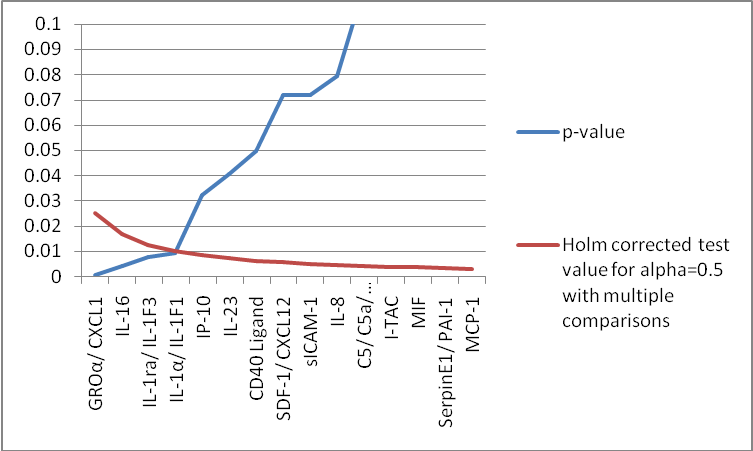 0.1
0.09
0.08
0.07
0.06
0.05
0.04
0.03
0.02
0.01
0
GROα/ CXCL1
IL-16
IL-1ra/ IL-1F3
IL-1α/ IL-1F1
IP-10
IL-23
CD40 Ligand
SDF-1/ CXCL12
sICAM-1
IL-8
C5/ C5a/...
I-TAC
MIF
SerpinE1/ PAI-1
MCP-1
p-value
Holm corrected test
value for alpha=0.5
with multiple
comparisons